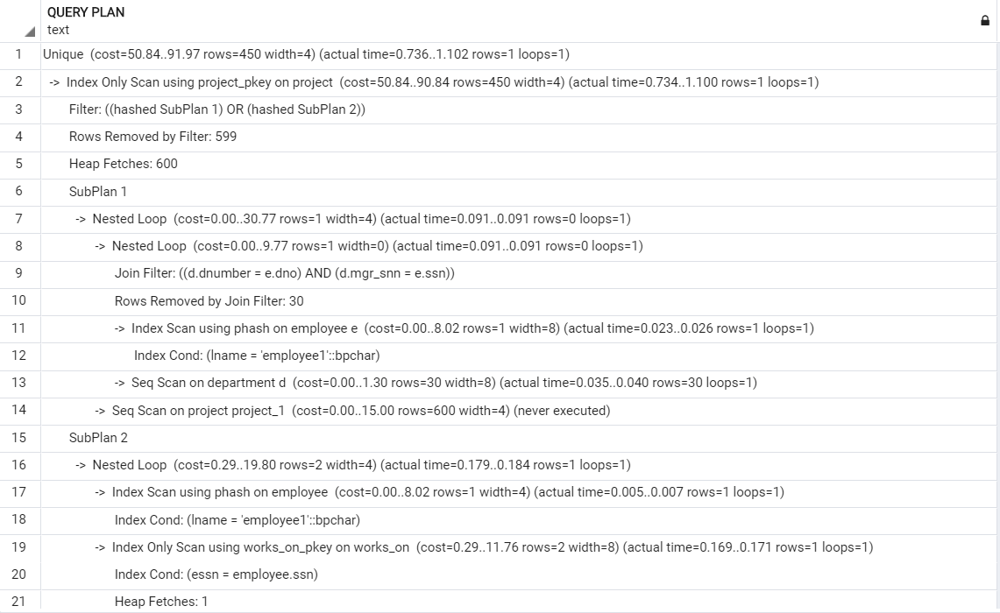 QUERY PLAN
text
1 Unique (cost=50.84..91.97 rows=450 width=4) (actual time=0.736..1.102 rows=1 loops=1)
2 -> Index Only Scan using project_pkey on project (cost=50.84..90.84 rows=450 width=4) (actual time=0.734..1.100 rows=1 loops=1)
3 Filter: ((hashed SubPlan 1) OR (hashed SubPlan 2))
4 Rows Removed by Filter: 599
5 Heap Fetches: 600
6 SubPlan 1
7 -> Nested Loop (cost=0.00..30.77 rows=1 width=4) (actual time=0.091..0.091 rows=0 loops=1)
8 -> Nested Loop (cost=0.00..9.77 rows=1 width=0) (actual time=0.091..0.091 rows=0 loops=1)
9 Join Filter: ((d.dnumber = e.dno) AND (d.mgr_snn = e.ssn))
10 Rows Removed by Join Filter: 30
11 -> Index Scan using phash on employee e (cost=0.00..8.02 rows=1 width=8) (actual time=0.023..0.026 rows=1 loops=1)
12 Index Cond: (lname = 'employee1'::bpchar)
13 -> Seq Scan on department d (cost=0.00..1.30 rows=30 width=8) (actual time=0.035..0.040 rows=30 loops=1)
14 -> Seq Scan on project project_1 (cost=0.00..15.00 rows=600 width=4) (never executed)
15 SubPlan 2
16 -> Nested Loop (cost=0.29..19.80 rows=2 width=4) (actual time=0.179..0.184 rows=1 loops=1)
17 -> Index Scan using phash on employee (cost=0.00..8.02 rows=1 width=4) (actual time=0.005..0.007 rows=1 loops=1)
18 Index Cond: (lname = 'employee1'::bpchar)
19 -> Index Only Scan using works_on_pkey on works_on (cost=0.29..11.76 rows=2 width=8) (actual time=0.169..0.171 rows=1 loops=1)
20 Index Cond: (essn = employee.ssn)
21 Heap Fetches: 1